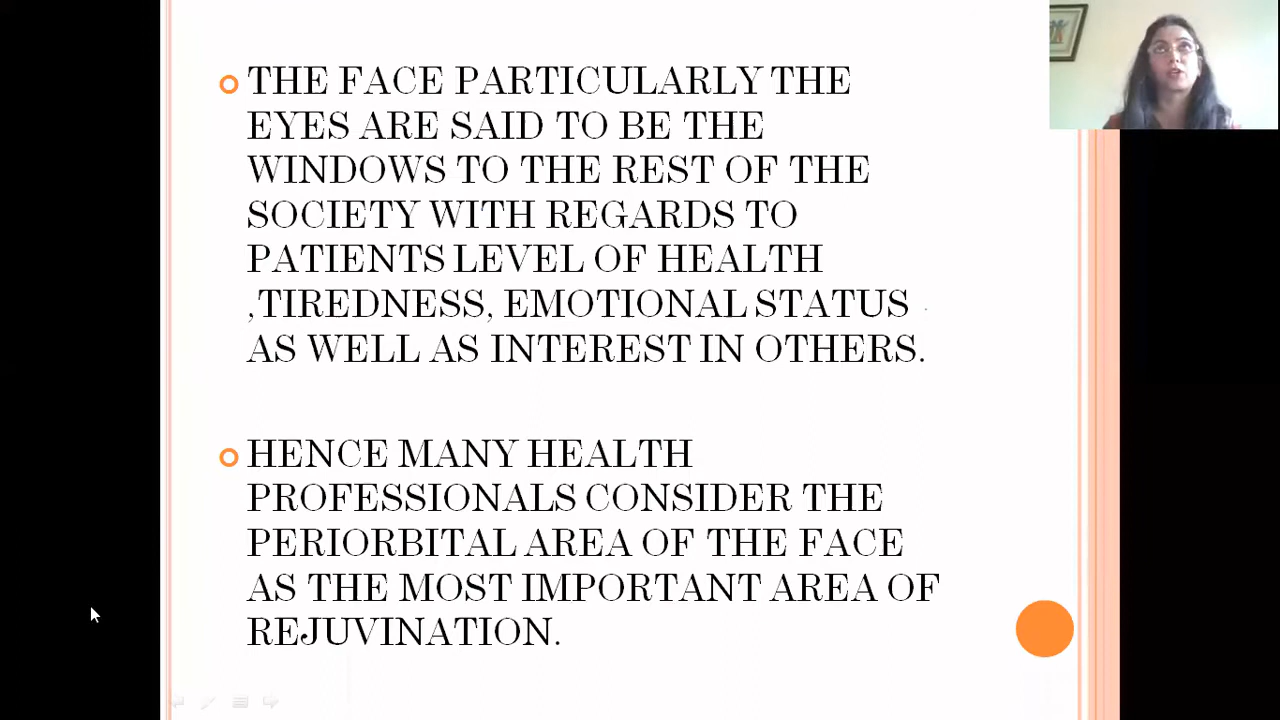 THE FACE PARTICULARLY THE
EYES ARE SAID TO BE THE
WINDOWS TO THE REST OF THE
SOCIETY WITH REGARDS TO
PATIENTS LEVEL OF HEALTH
,TIREDNESS, EMOTIONAL STATUS
AS WELL AS INTEREST IN OTHERS.
HENCE MANY HEALTH
PROFESSIONALS CONSIDER THE
PERIORBITAL AREA OF THE FACE
AS THE MOST IMPORTANT AREA OF
REJUVINATION.